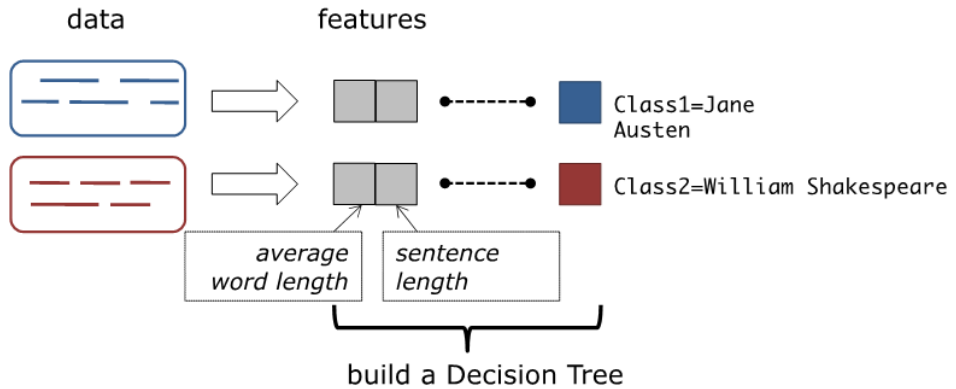 data
features
Class1=Jane
Austen
Class2=William Shakespeare
average
word length
sentence
length
build a Decision Tree